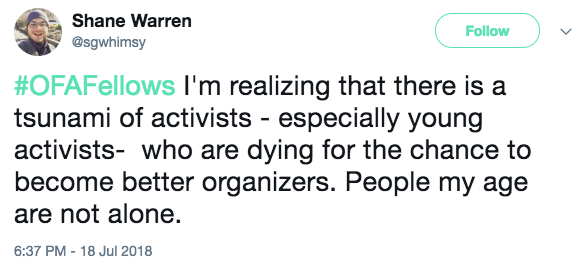 Shane Warren
@sgwhimsy
Follow
#OFAFellows I'm realizing that there is a
tsunami of activists - especially young
activists-  who are dying for the chance to
become better organizers. People my age
are not alone.
6:37 PM - 18 Jul 2018